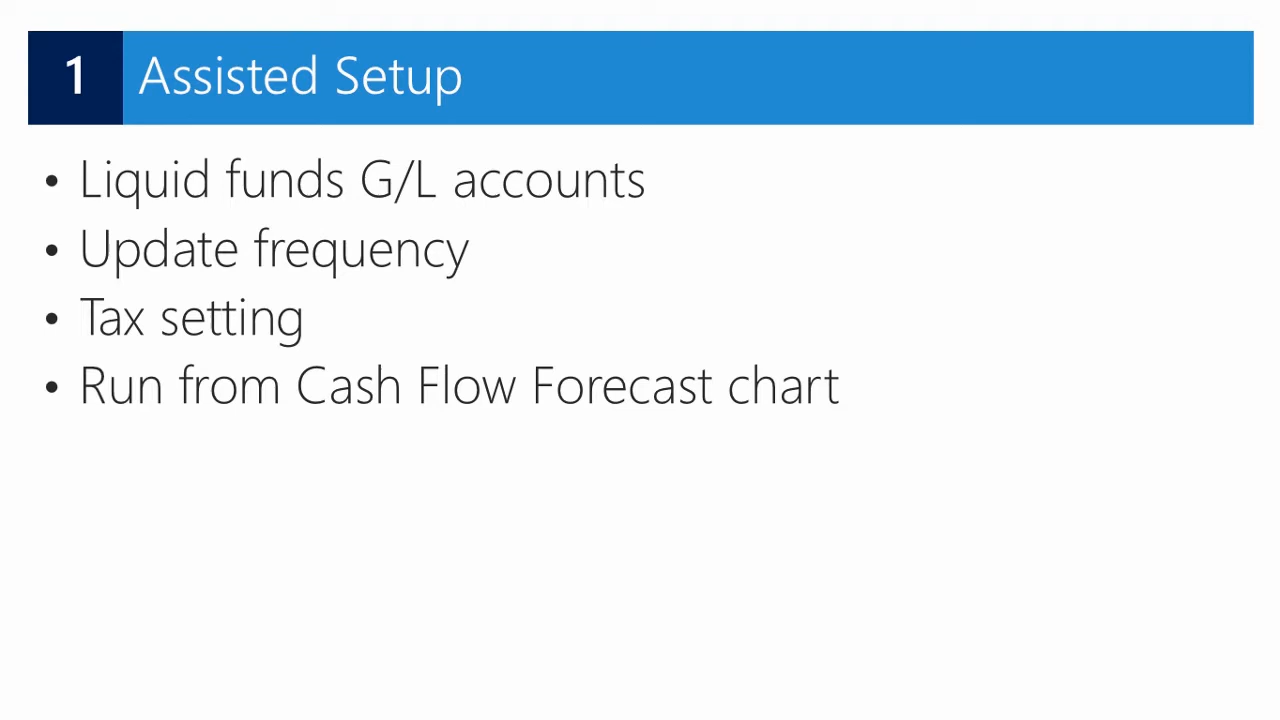 1 Assisted Setup
• Liquid funds G/L accounts
• Update frequency
• Tax setting
• Run from Cash Flow Forecast chart